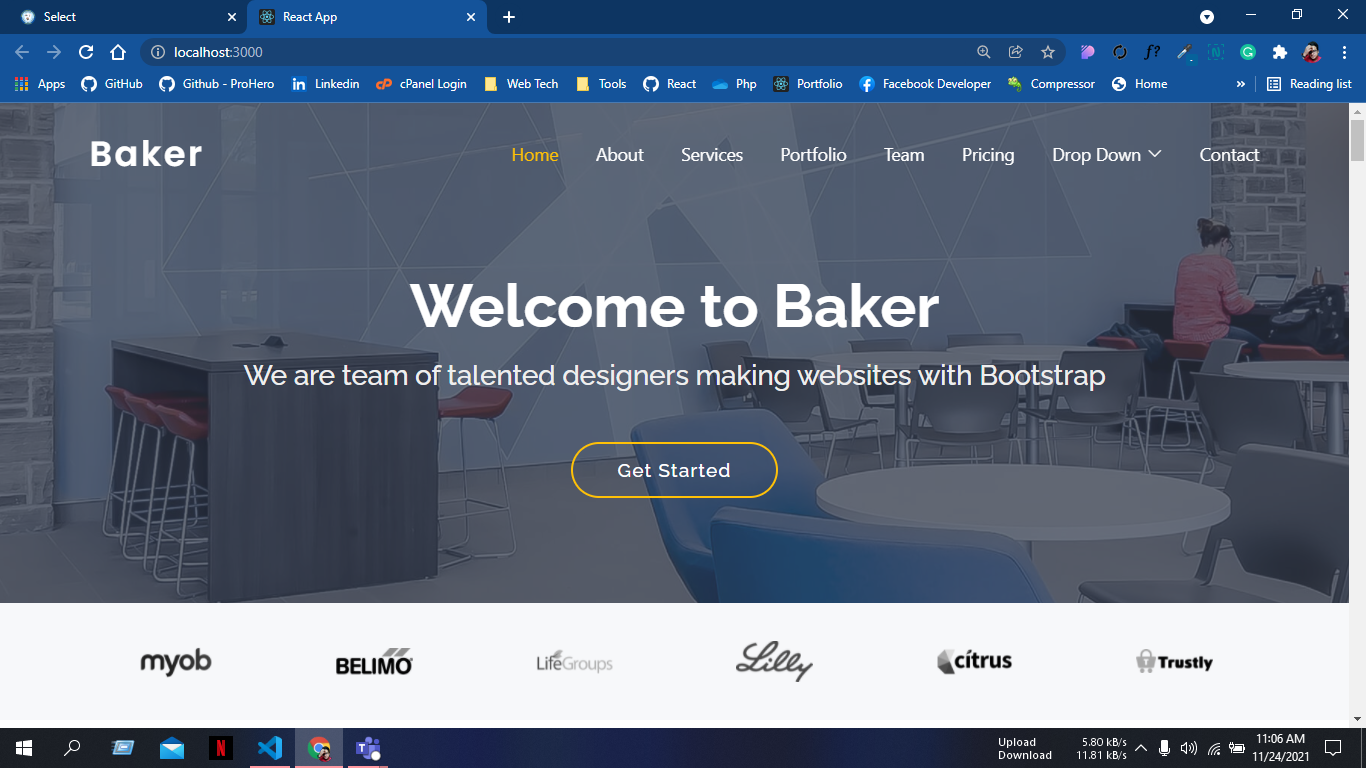 Select
React App
localhost:3000
Apps GitHub Github - ProHero Linkedin cPanel Login Web Tech Tools React Php Portfolio Facebook Developer Compressor Home » Reading list
Baker
Home About Services Portfolio Team Pricing Drop Down Contact
Welcome to Baker
We are team of talented designers making websites with Bootstrap
Get Started
myob BELIMO LifeGroups Lilly cítrus Trustly
Upload 5.80 kB/s
Download 11.81 kB/s
11:06 AM
11/24/2021